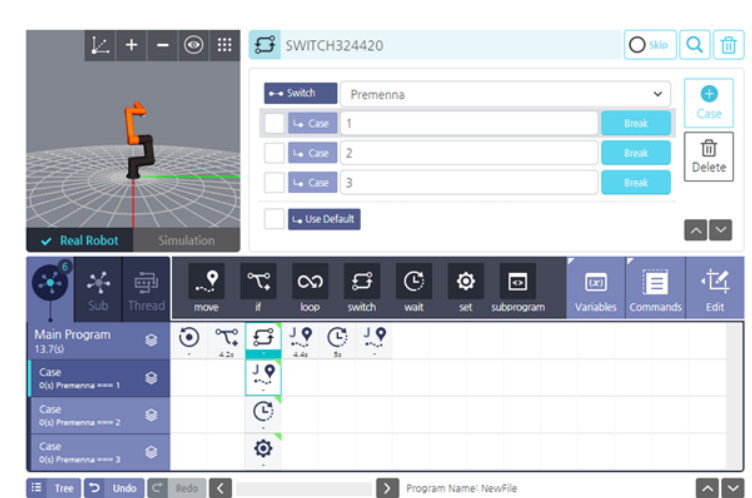 SWITCH324420
Skip
Switch Premenna
Case 1 Break
Case 2 Break
Case 3 Break
Use Default
Case
Delete
Real Robot Simulation
6
Sub Thread
move if loop switch wait set subprogram
Variables Commands Edit
Main Program
13.7(s)
- 4.2s - 4.4s 5s -
Case
0(s) Premenna === 1
-
Case
0(s) Premenna === 2
-
Case
0(s) Premenna === 3
-
Tree Undo Redo Program Name: NewFile